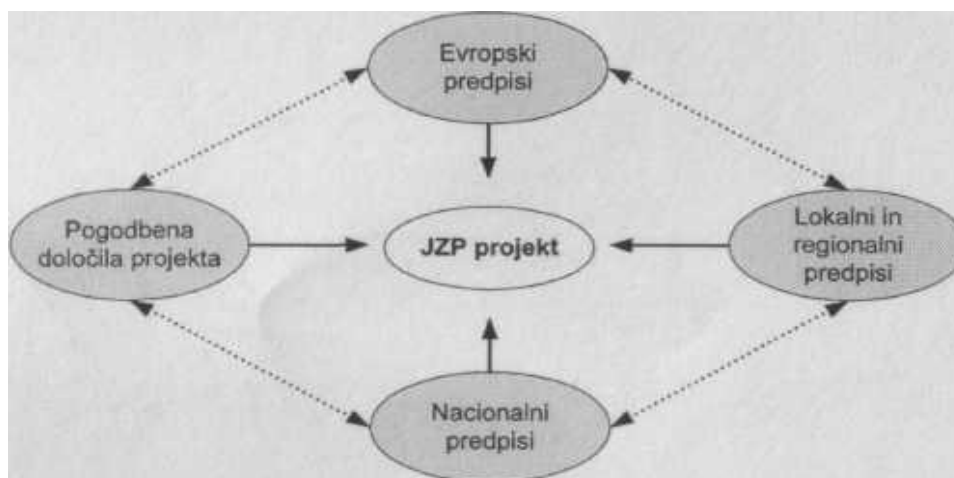 Evropski
predpisi
Pogodbena
določila projekta
JZP projekt
Lokalni in
regionalni
predpisi
Nacionalni
predpisi